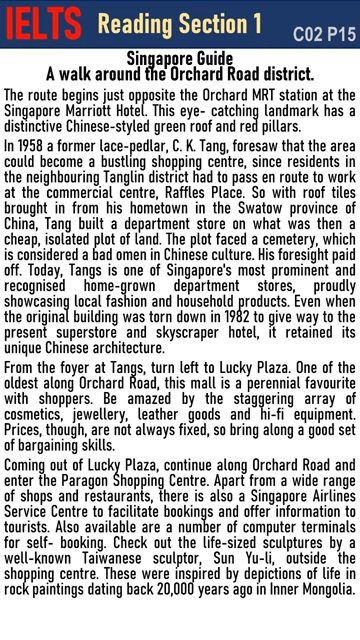 IELTS Reading Section 1 C02 P15
Singapore Guide
A walk around the Orchard Road district.
The route begins just opposite the Orchard MRT station at the
Singapore Marriott Hotel. This eye- catching landmark has a
distinctive Chinese-styled green roof and red pillars.
In 1958 a former lace-pedlar, C. K. Tang, foresaw that the area
could become a bustling shopping centre, since residents in
the neighbouring Tanglin district had to pass en route to work
at the commercial centre, Raffles Place. So with roof tiles
brought in from his hometown in the Swatow province of
China, Tang built a department store on what was then a
cheap, isolated plot of land. The plot faced a cemetery, which
is considered a bad omen in Chinese culture. His foresight paid
off. Today, Tangs is one of Singapore's most prominent and
recognised home-grown department stores, proudly
showcasing local fashion and household products. Even when
the original building was torn down in 1982 to give way to the
present superstore and skyscraper hotel, it retained its
unique Chinese architecture.
From the foyer at Tangs, turn left to Lucky Plaza. One of the
oldest along Orchard Road, this mall is a perennial favourite
with shoppers. Be amazed by the staggering array of
cosmetics, jewellery, leather goods and hi-fi equipment.
Prices, though, are not always fixed, so bring along a good set
of bargaining skills.
Coming out of Lucky Plaza, continue along Orchard Road and
enter the Paragon Shopping Centre. Apart from a wide range
of shops and restaurants, there is also a Singapore Airlines
Service Centre to facilitate bookings and offer information to
tourists. Also available are a number of computer terminals
for self- booking. Check out the life-sized sculptures by a
well-known Taiwanese sculptor, Sun Yu-li, outside the
shopping centre. These were inspired by depictions of life in
rock paintings dating back 20,000 years ago in Inner Mongolia.